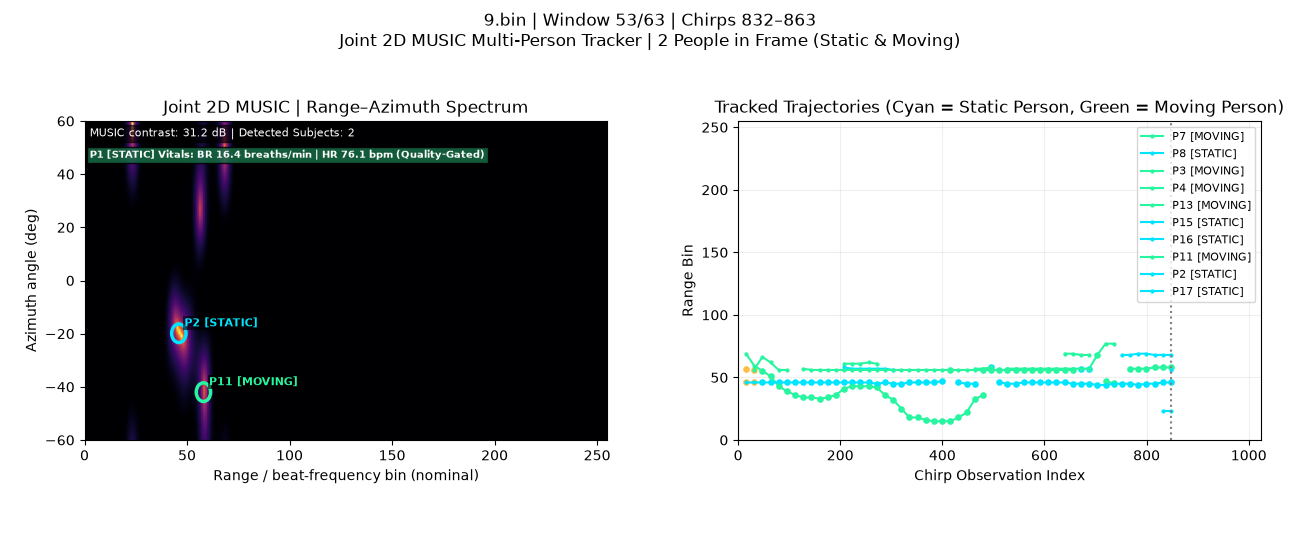 9.bin | Window 53/63 | Chirps 832–863
Joint 2D MUSIC Multi-Person Tracker | 2 People in Frame (Static & Moving)
Joint 2D MUSIC | Range–Azimuth Spectrum
MUSIC contrast: 31.2 dB | Detected Subjects: 2
P1 [STATIC] Vitals: BR 16.4 breaths/min | HR 76.1 bpm (Quality-Gated)
P2 [STATIC]
P11 [MOVING]
60
40
20
0
−20
−40
−60
Azimuth angle (deg)
0
50
100
150
200
250
Range / beat-frequency bin (nominal)
Tracked Trajectories (Cyan = Static Person, Green = Moving Person)
P7 [MOVING]
P8 [STATIC]
P3 [MOVING]
P4 [MOVING]
P13 [MOVING]
P15 [STATIC]
P16 [STATIC]
P11 [MOVING]
P2 [STATIC]
P17 [STATIC]
250
200
150
100
50
0
Range Bin
0
200
400
600
800
1000
Chirp Observation Index